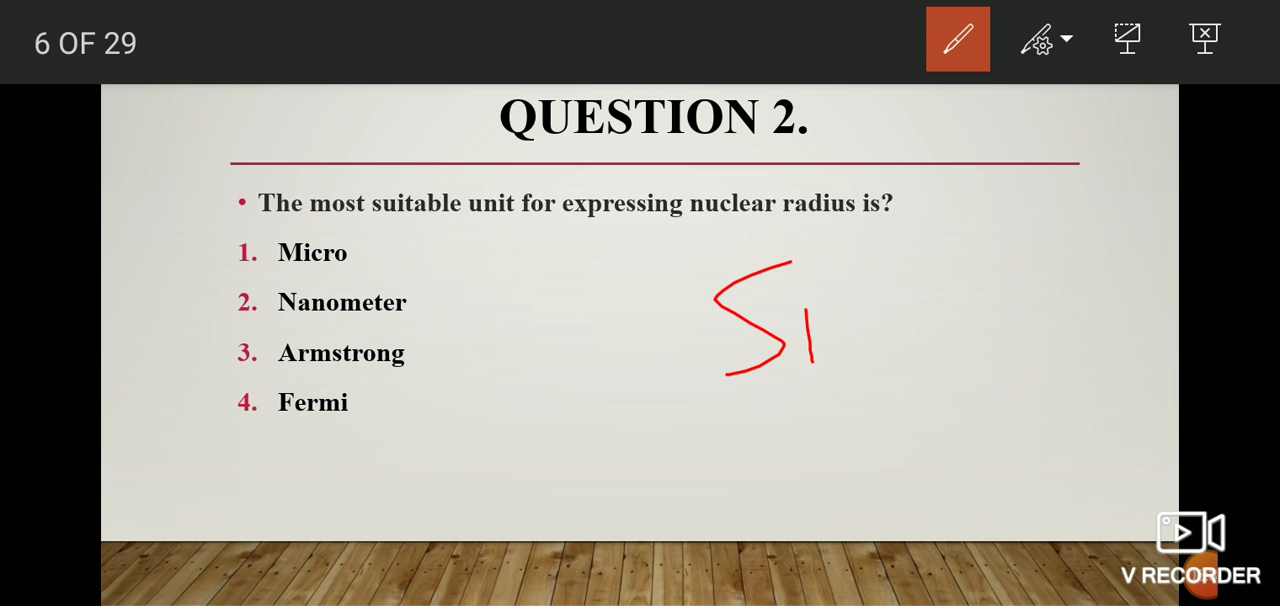 6 OF 29
QUESTION 2.
• The most suitable unit for expressing nuclear radius is?
1. Micro
2. Nanometer
3. Armstrong
4. Fermi
SI
V RECORDER